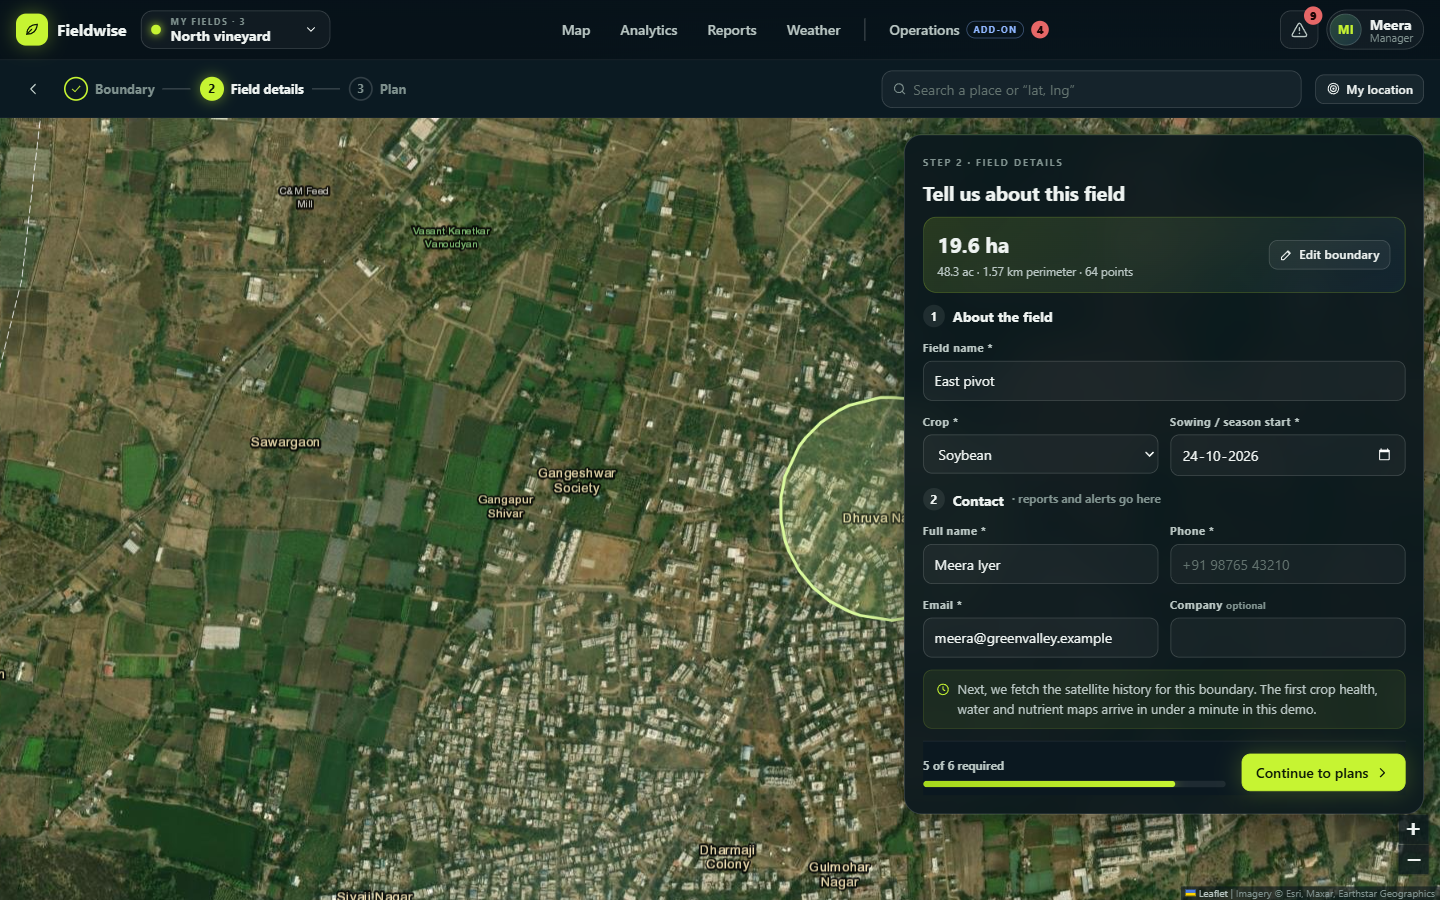 Fieldwise
MY FIELDS · 3
North vineyard
Map
Analytics
Reports
Weather
Operations
ADD-ON
4
9
MI
Meera
Manager
Boundary
2
Field details
3
Plan
Search a place or “lat, lng”
My location
C&M Feed
Mill
Vasant Kanetkar
Vanoudyan
Sawargaon
Gangeshwar
Society
Gangapur
Shivar
Dhruva Na
Dharmaji
Colony
Gulmohar
Nagar
Sivaji Nagar
STEP 2 · FIELD DETAILS
Tell us about this field
19.6 ha
48.3 ac · 1.57 km perimeter · 64 points
Edit boundary
1 About the field
Field name *
East pivot
Crop *
Sowing / season start *
Soybean
24-10-2026
2 Contact · reports and alerts go here
Full name *
Phone *
Meera Iyer
+91 98765 43210
Email *
Company optional
meera@greenvalley.example
Next, we fetch the satellite history for this boundary. The first crop health,
water and nutrient maps arrive in under a minute in this demo.
5 of 6 required
Continue to plans
+
−
Leaflet | Imagery © Esri, Maxar, Earthstar Geographics